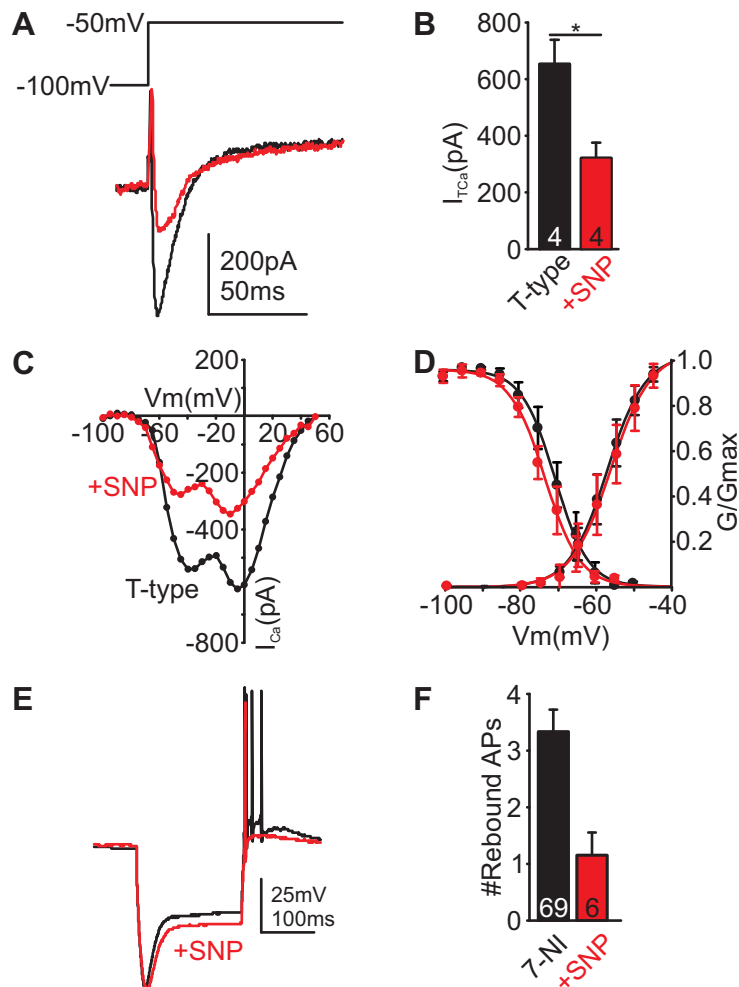 A
-50mV
-100mV
200pA
50ms
B
*
800
600
400
200
0
I_TCa(pA)
4
4
T-type
+SNP
C
200
Vm(mV)
-100
-60
-20
20
60
-200
-400
-600
-800
+SNP
T-type
I_Ca(pA)
D
1.0
0.8
0.6
0.4
0.2
G/Gmax
-100
-80
-60
-40
Vm(mV)
E
+SNP
25mV
100ms
F
4
3
2
1
0
#Rebound APs
69
6
7-NI
+SNP